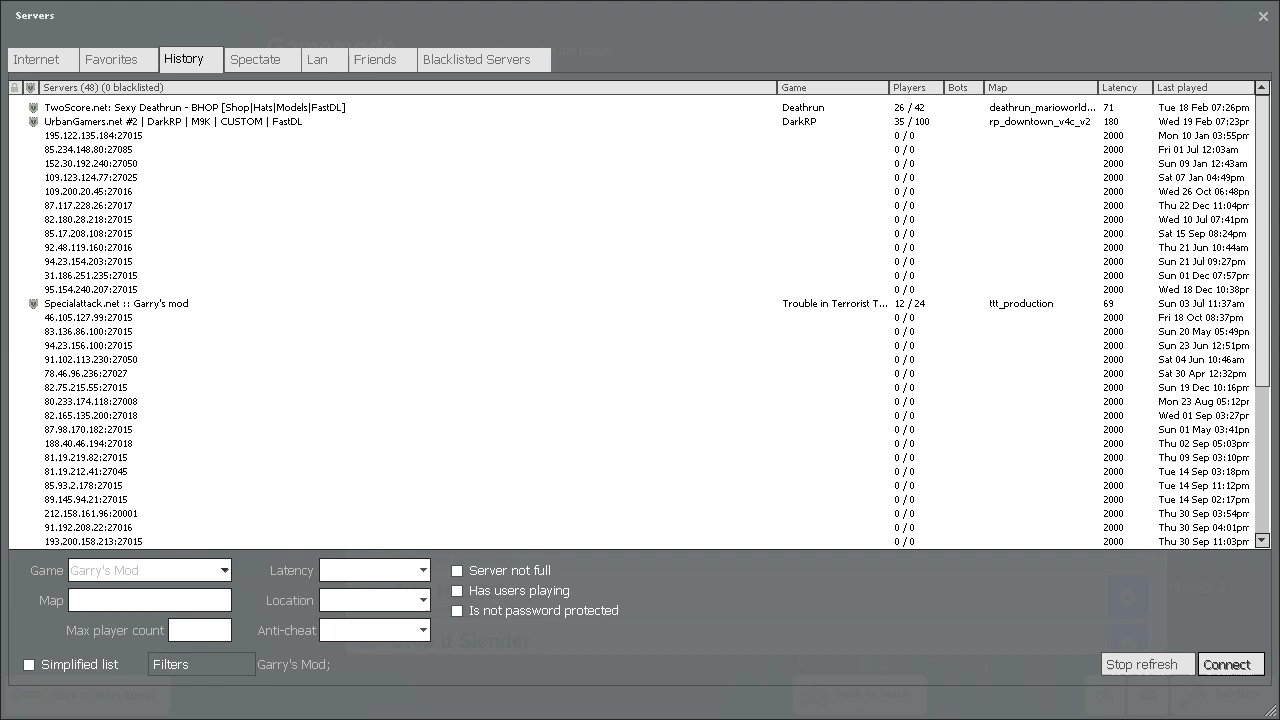 Servers
Internet Favorites History Spectate Lan Friends Blacklisted Servers
Servers (48) (0 blacklisted) Game Players Bots Map Latency Last played
TwoScore.net: Sexy Deathrun - BHOP [Shop|Hats|Models|FastDL] Deathrun 26 / 42 deathrun_marioworld... 71 Tue 18 Feb 07:26pm
UrbanGamers.net #2 | DarkRP | M9K | CUSTOM | FastDL DarkRP 35 / 100 rp_downtown_v4c_v2 180 Wed 19 Feb 07:23pr
195.122.135.184:27015 0 / 0 2000 Mon 10 Jan 03:55pm
85.234.148.80:27085 0 / 0 2000 Fri 01 Jul 12:03am
152.30.192.240:27050 0 / 0 2000 Sun 09 Jan 12:43am
109.123.124.77:27025 0 / 0 2000 Sat 07 Jan 04:49pm
109.200.20.45:27016 0 / 0 2000 Wed 26 Oct 06:48pr
87.117.228.26:27017 0 / 0 2000 Thu 22 Dec 11:04pm
82.180.28.218:27015 0 / 0 2000 Wed 10 Jul 07:41pm
85.17.208.108:27015 0 / 0 2000 Sat 15 Sep 08:24pm
92.48.119.160:27016 0 / 0 2000 Thu 21 Jun 10:44am
94.23.154.203:27015 0 / 0 2000 Sun 21 Jul 09:27pm
31.186.251.235:27015 0 / 0 2000 Sun 01 Dec 07:57pm
95.154.240.207:27015 0 / 0 2000 Wed 18 Dec 10:38pr
Specialattack.net :: Garry's mod Trouble in Terrorist T... 12 / 24 ttt_production 69 Sun 03 Jul 11:37am
46.105.127.99:27015 0 / 0 2000 Fri 18 Oct 08:37pm
83.136.86.100:27015 0 / 0 2000 Sun 20 May 05:49pm
94.23.156.100:27015 0 / 0 2000 Sun 23 Jun 12:51pm
91.102.113.230:27050 0 / 0 2000 Sat 04 Jun 10:46am
78.46.96.236:27027 0 / 0 2000 Sat 30 Apr 12:32pm
82.75.215.55:27015 0 / 0 2000 Sun 19 Dec 10:16pm
80.233.174.118:27008 0 / 0 2000 Mon 23 Aug 05:12pr
82.165.135.200:27018 0 / 0 2000 Wed 01 Sep 03:27pr
87.98.170.182:27015 0 / 0 2000 Sun 01 May 03:41pm
188.40.46.194:27018 0 / 0 2000 Thu 02 Sep 05:03pm
81.19.219.82:27015 0 / 0 2000 Thu 09 Sep 03:10pm
81.19.212.41:27045 0 / 0 2000 Tue 14 Sep 03:18pm
85.93.2.178:27015 0 / 0 2000 Tue 14 Sep 11:12pm
89.145.94.21:27015 0 / 0 2000 Tue 14 Sep 02:17pm
212.158.161.96:20001 0 / 0 2000 Thu 30 Sep 03:54pm
91.192.208.22:27016 0 / 0 2000 Thu 30 Sep 04:01pm
193.200.158.213:27015 0 / 0 2000 Thu 30 Sep 11:03pm
Game Garry's Mod Latency Server not full
Map Location Has users playing
Max player count Anti-cheat Is not password protected
it Slender
Simplified list Filters Garry's Mod; Stop refresh Connect